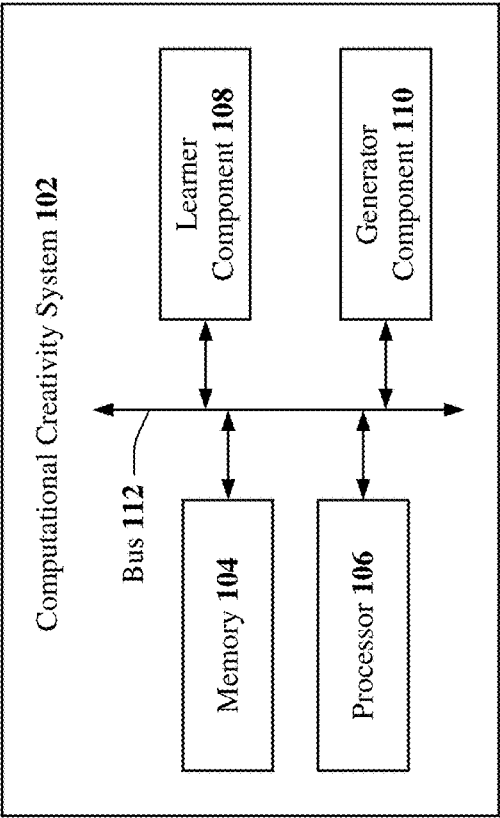 Computational Creativity System 102
Bus 112
Memory 104
Learner
Component 108
Processor 106
Generator
Component 110